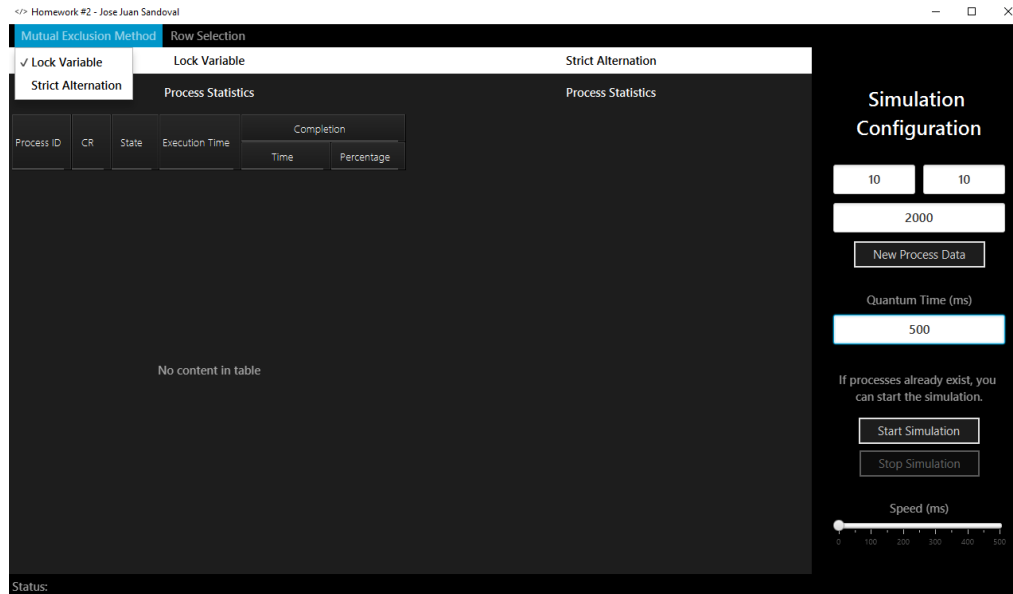 </> Homework #2 - Jose Juan Sandoval
Mutual Exclusion Method Row Selection
✓ Lock Variable
Strict Alternation
Lock Variable Strict Alternation
Process Statistics Process Statistics
Process ID CR State Execution Time Completion
Time Percentage
No content in table
Simulation
Configuration
10 10
2000
New Process Data
Quantum Time (ms)
500
If processes already exist, you
can start the simulation.
Start Simulation
Stop Simulation
Speed (ms)
0 100 200 300 400 500
Status: